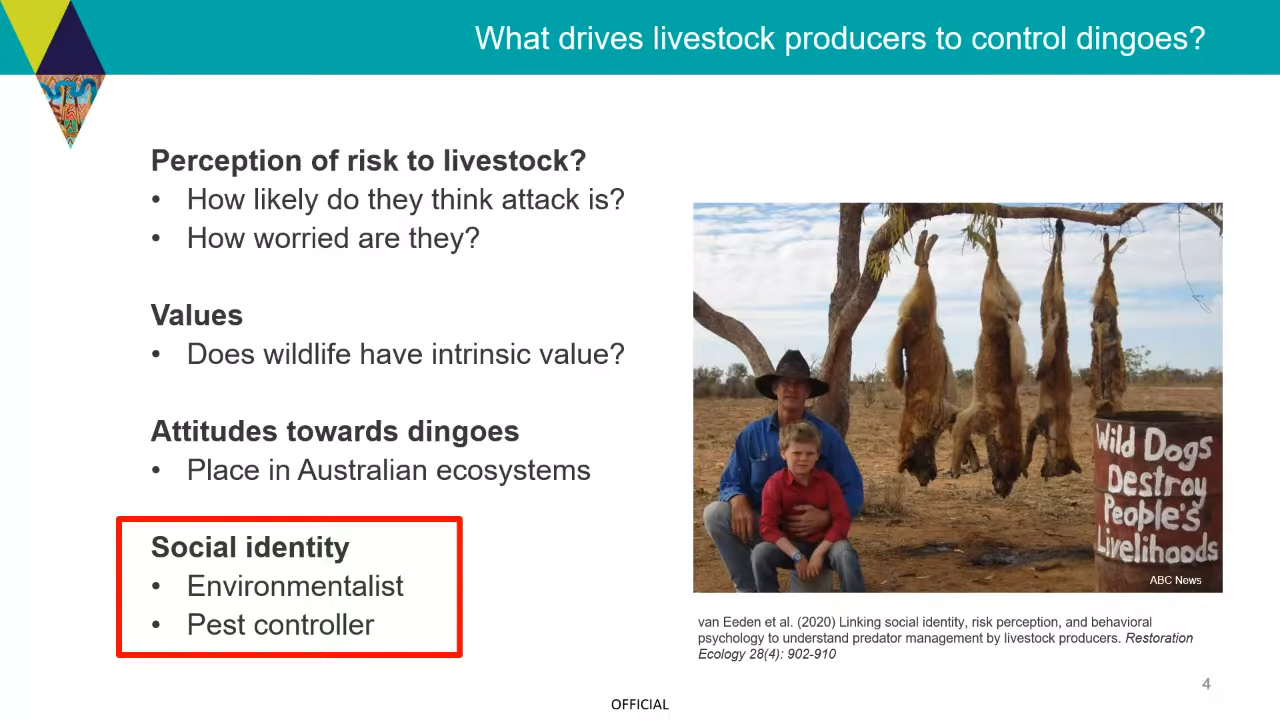 What drives livestock producers to control dingoes?
Perception of risk to livestock?
• How likely do they think attack is?
• How worried are they?
Values
• Does wildlife have intrinsic value?
Attitudes towards dingoes
• Place in Australian ecosystems
Social identity
• Environmentalist
• Pest controller
Wild Dogs
Destroy
People's
Livelihoods
ABC News
van Eeden et al. (2020) Linking social identity, risk perception, and behavioral
psychology to understand predator management by livestock producers. Restoration
Ecology 28(4): 902-910
4
OFFICIAL